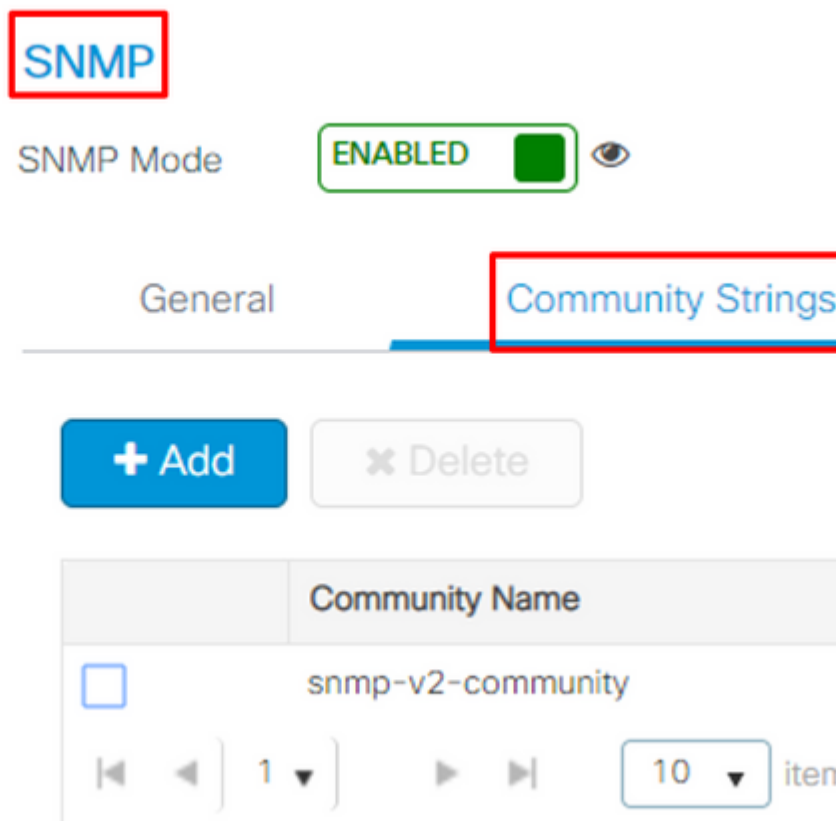 SNMP
SNMP Mode ENABLED
General Community Strings
Add Delete
Community Name
snmp-v2-community
1 10